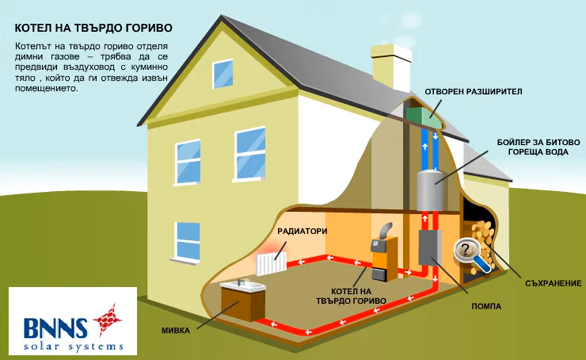 КОТЕЛ НА ТВЪРДО ГОРИВО
Котелът на твърдо гориво отделя
димни газове – трябва да се
предвиди въздуховод с куминно
тяло , който да ги отвежда извън
помещението.
ОТВОРЕН РАЗШИРИТЕЛ
БОЙЛЕР ЗА БИТОВО
ГОРЕЩА ВОДА
РАДИАТОРИ
?
СЪХРАНЕНИЕ
КОТЕЛ НА
ТВЪРДО ГОРИВО
ПОМПА
МИВКА
BNNS
solar systems